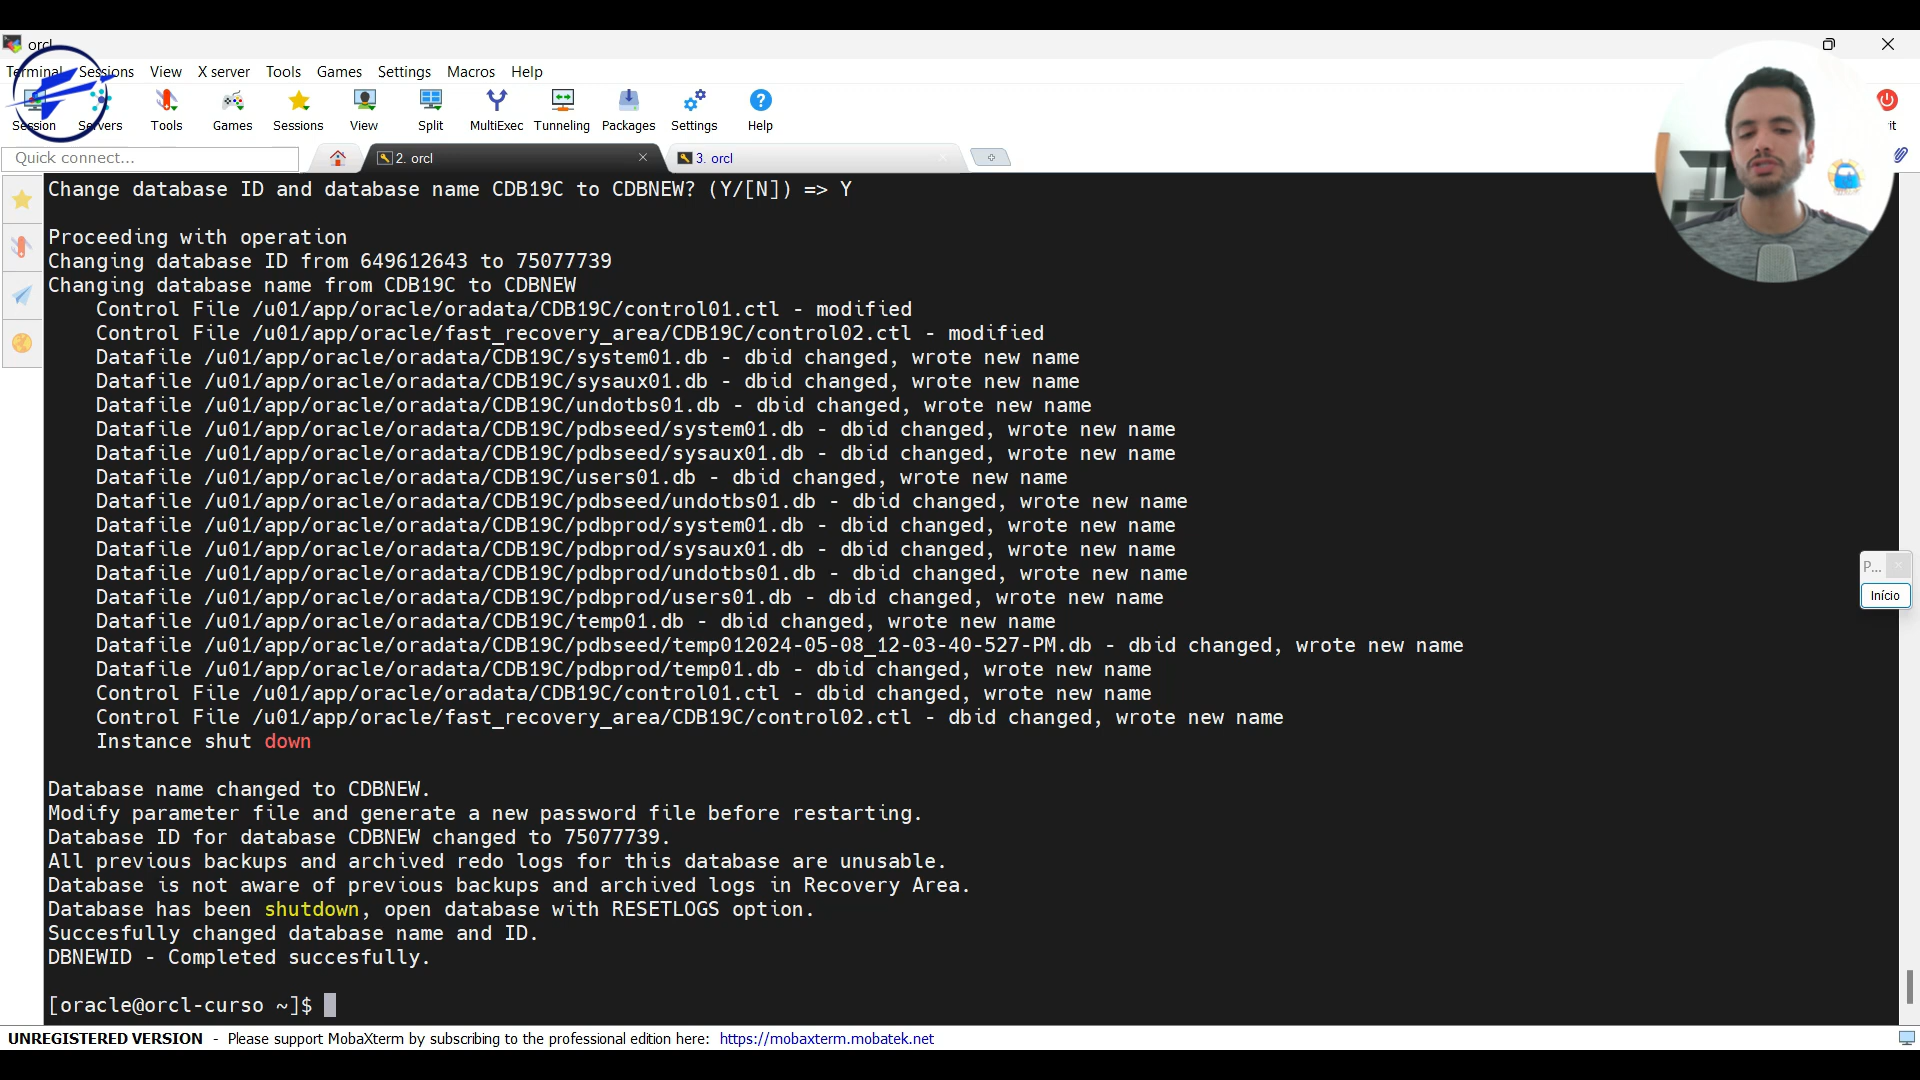 orcl
Terminal Sessions View X server Tools Games Settings Macros Help
Session Servers Tools Games Sessions View Split MultiExec Tunneling Packages Settings Help
Quick connect...
2. orcl
3. orcl
Change database ID and database name CDB19C to CDBNEW? (Y/[N]) => Y
Proceeding with operation
Changing database ID from 649612643 to 75077739
Changing database name from CDB19C to CDBNEW
Control File /u01/app/oracle/oradata/CDB19C/control01.ctl - modified
Control File /u01/app/oracle/fast_recovery_area/CDB19C/control02.ctl - modified
Datafile /u01/app/oracle/oradata/CDB19C/system01.db - dbid changed, wrote new name
Datafile /u01/app/oracle/oradata/CDB19C/sysaux01.db - dbid changed, wrote new name
Datafile /u01/app/oracle/oradata/CDB19C/undotbs01.db - dbid changed, wrote new name
Datafile /u01/app/oracle/oradata/CDB19C/pdbseed/system01.db - dbid changed, wrote new name
Datafile /u01/app/oracle/oradata/CDB19C/pdbseed/sysaux01.db - dbid changed, wrote new name
Datafile /u01/app/oracle/oradata/CDB19C/users01.db - dbid changed, wrote new name
Datafile /u01/app/oracle/oradata/CDB19C/pdbseed/undotbs01.db - dbid changed, wrote new name
Datafile /u01/app/oracle/oradata/CDB19C/pdbprod/system01.db - dbid changed, wrote new name
Datafile /u01/app/oracle/oradata/CDB19C/pdbprod/sysaux01.db - dbid changed, wrote new name
Datafile /u01/app/oracle/oradata/CDB19C/pdbprod/undotbs01.db - dbid changed, wrote new name
Datafile /u01/app/oracle/oradata/CDB19C/pdbprod/users01.db - dbid changed, wrote new name
Datafile /u01/app/oracle/oradata/CDB19C/temp01.db - dbid changed, wrote new name
Datafile /u01/app/oracle/oradata/CDB19C/pdbseed/temp012024-05-08_12-03-40-527-PM.db - dbid changed, wrote new name
Datafile /u01/app/oracle/oradata/CDB19C/pdbprod/temp01.db - dbid changed, wrote new name
Control File /u01/app/oracle/oradata/CDB19C/control01.ctl - dbid changed, wrote new name
Control File /u01/app/oracle/fast_recovery_area/CDB19C/control02.ctl - dbid changed, wrote new name
Instance shut down
Database name changed to CDBNEW.
Modify parameter file and generate a new password file before restarting.
Database ID for database CDBNEW changed to 75077739.
All previous backups and archived redo logs for this database are unusable.
Database is not aware of previous backups and archived logs in Recovery Area.
Database has been shutdown, open database with RESETLOGS option.
Succesfully changed database name and ID.
DBNEWID - Completed succesfully.
[oracle@orcl-curso ~]$
P...
Início
UNREGISTERED VERSION - Please support MobaXterm by subscribing to the professional edition here: https://mobaxterm.mobatek.net